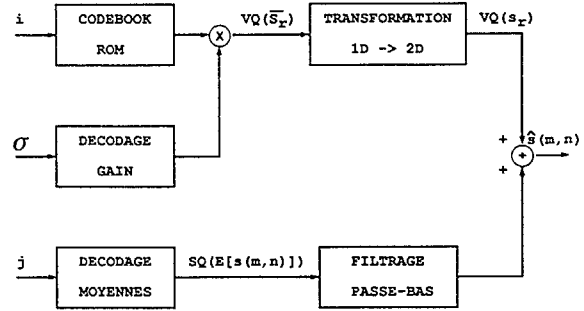 i
CODEBOOK
ROM
X
VQ(S̅r̅)
TRANSFORMATION
1D -> 2D
VQ(sr)
σ
DECODAGE
GAIN
+
+
+
ŝ(m,n)
j
DECODAGE
MOYENNES
SQ(E[s(m,n)])
FILTRAGE
PASSE-BAS